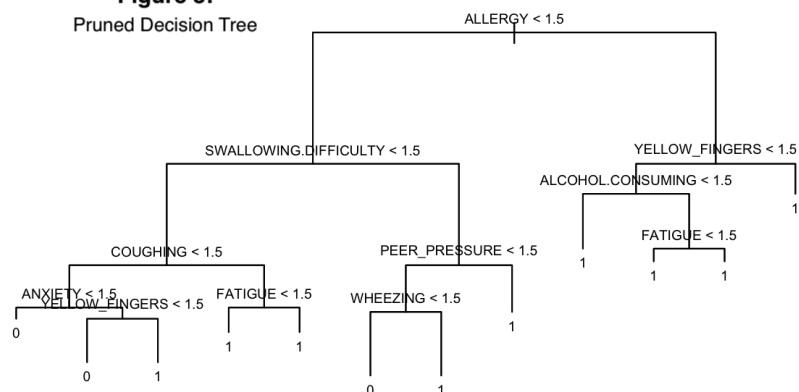 Pruned Decision Tree
ALLERGY < 1.5
SWALLOWING.DIFFICULTY < 1.5
YELLOW_FINGERS < 1.5
ALCOHOL.CONSUMING < 1.5
1
FATIGUE < 1.5
COUGHING < 1.5
PEER_PRESSURE < 1.5
1
1
1
ANXIETY < 1.5
FATIGUE < 1.5
WHEEZING < 1.5
YELLOW_FINGERS < 1.5
1
0
1
1
0
1
0
1